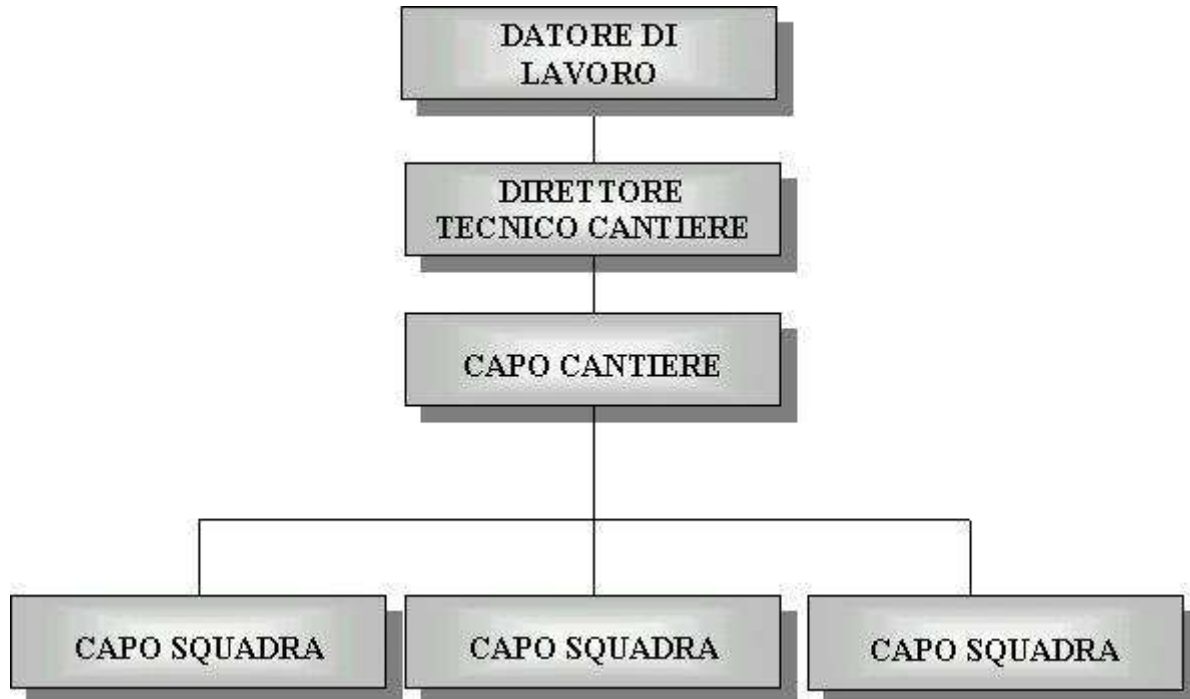 DATORE DI
LAVORO
DIRETTORE
TECNICO CANTIERE
CAPO CANTIERE
CAPO SQUADRA
CAPO SQUADRA
CAPO SQUADRA